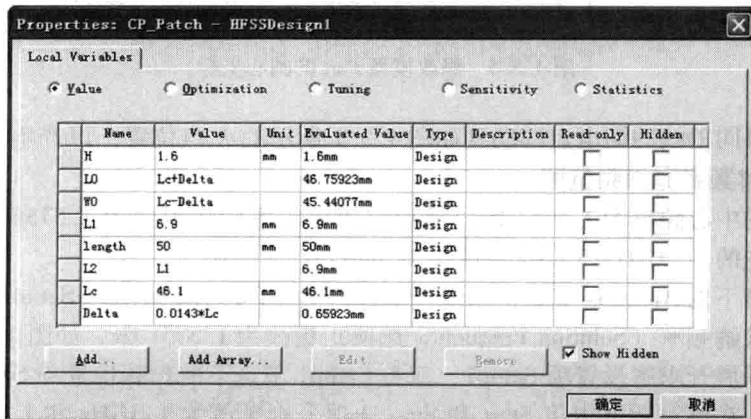 Properties: CP_Patch - HFSSDesign1
Local Variables
Value Optimization Tuning Sensitivity Statistics
Name Value Unit Evaluated Value Type Description Read-only Hidden
H 1.6 mm 1.6mm Design
L0 Lc+Delta 46.75923mm Design
W0 Lc-Delta 45.44077mm Design
L1 6.9 mm 6.9mm Design
length 50 mm 50mm Design
L2 L1 6.9mm Design
Lc 46.1 mm 46.1mm Design
Delta 0.0143*Lc 0.65923mm Design
Add... Add Array... Edit... Remove Show Hidden
确定 取消